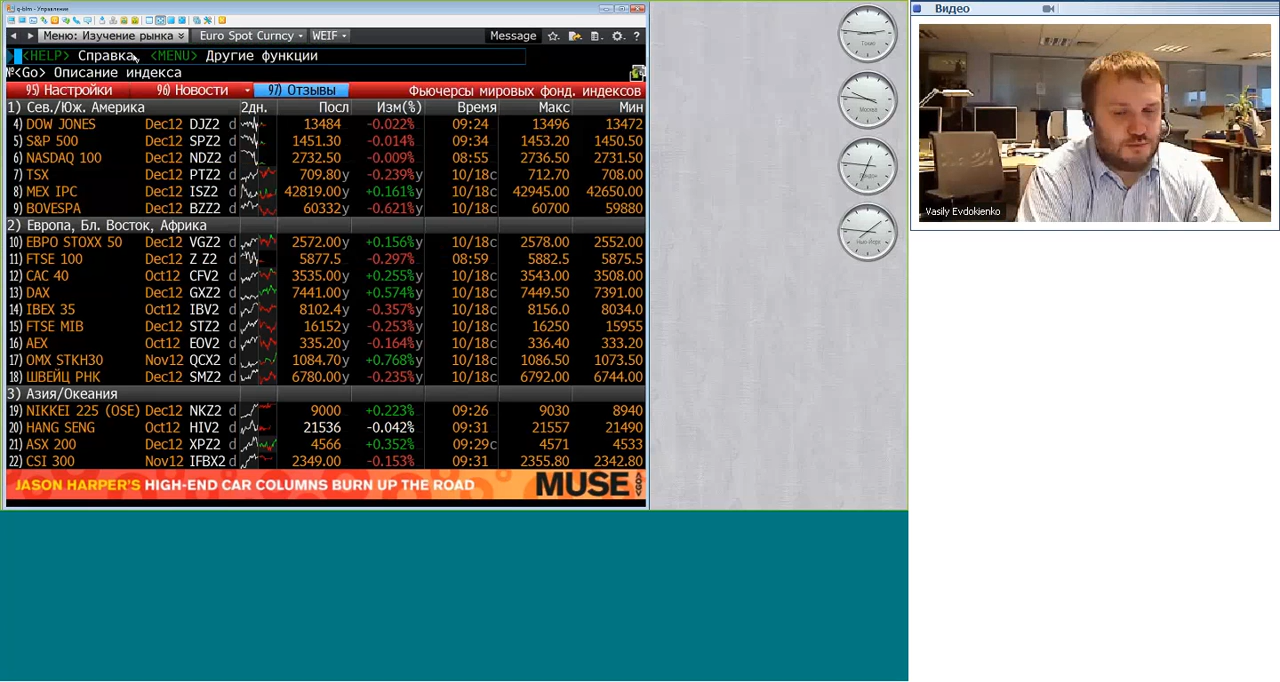 q-blm - Управление
Меню: Изучение рынка Euro Spot Curncy WEIF Message ?
<HELP> Справка, <MENU> Другие функции
№<Go> Описание индекса
95) Настройки 96) Новости 97) Отзывы Фьючерсы мировых фонд. индексов
1) Сев./Юж. Америка 2дн. Посл Изм(%) Время Макс Мин
4) DOW JONES Dec12 DJZ2 d 13484 -0.022% 09:24 13496 13472
5) S&P 500 Dec12 SPZ2 d 1451.30 -0.014% 09:34 1453.20 1450.50
6) NASDAQ 100 Dec12 NDZ2 d 2732.50 -0.009% 08:55 2736.50 2731.50
7) TSX Dec12 PTZ2 d 709.80y -0.239%y 10/18c 712.70 708.00
8) MEX IPC Dec12 ISZ2 d 42819.00y +0.161%y 10/18c 42945.00 42650.00
9) BOVESPA Dec12 BZZ2 d 60332y -0.621%y 10/18c 60700 59880
2) Европа, Бл. Восток, Африка
10) ЕВРО STOXX 50 Dec12 VGZ2 d 2572.00y +0.156%y 10/18c 2578.00 2552.00
11) FTSE 100 Dec12 Z Z2 d 5877.5 -0.297% 08:59 5882.5 5875.5
12) CAC 40 Oct12 CFV2 d 3535.00y +0.255%y 10/18c 3543.00 3508.00
13) DAX Dec12 GXZ2 d 7441.00y +0.574%y 10/18c 7449.50 7391.00
14) IBEX 35 Oct12 IBV2 d 8102.4y -0.357%y 10/18c 8156.0 8034.0
15) FTSE MIB Dec12 STZ2 d 16152y -0.253%y 10/18c 16250 15955
16) AEX Oct12 EOV2 d 335.20y -0.164%y 10/18c 336.40 333.20
17) OMX STKH30 Nov12 QCX2 d 1084.70y +0.768%y 10/18c 1086.50 1073.50
18) ШВЕЙЦ РНК Dec12 SMZ2 d 6780.00y -0.235%y 10/18c 6792.00 6744.00
3) Азия/Океания
19) NIKKEI 225 (OSE) Dec12 NKZ2 d 9000 +0.223% 09:26 9030 8940
20) HANG SENG Oct12 HIV2 d 21536 -0.042% 09:31 21557 21490
21) ASX 200 Dec12 XPZ2 d 4566 +0.352% 09:29c 4571 4533
22) CSI 300 Nov12 IFBX2 d 2349.00 -0.153% 09:31 2355.80 2342.80
JASON HARPER'S HIGH-END CAR COLUMNS BURN UP THE ROAD MUSE
Токио
Москва
Лондон
Нью-Йорк
Видео
Vasily Evdokienko